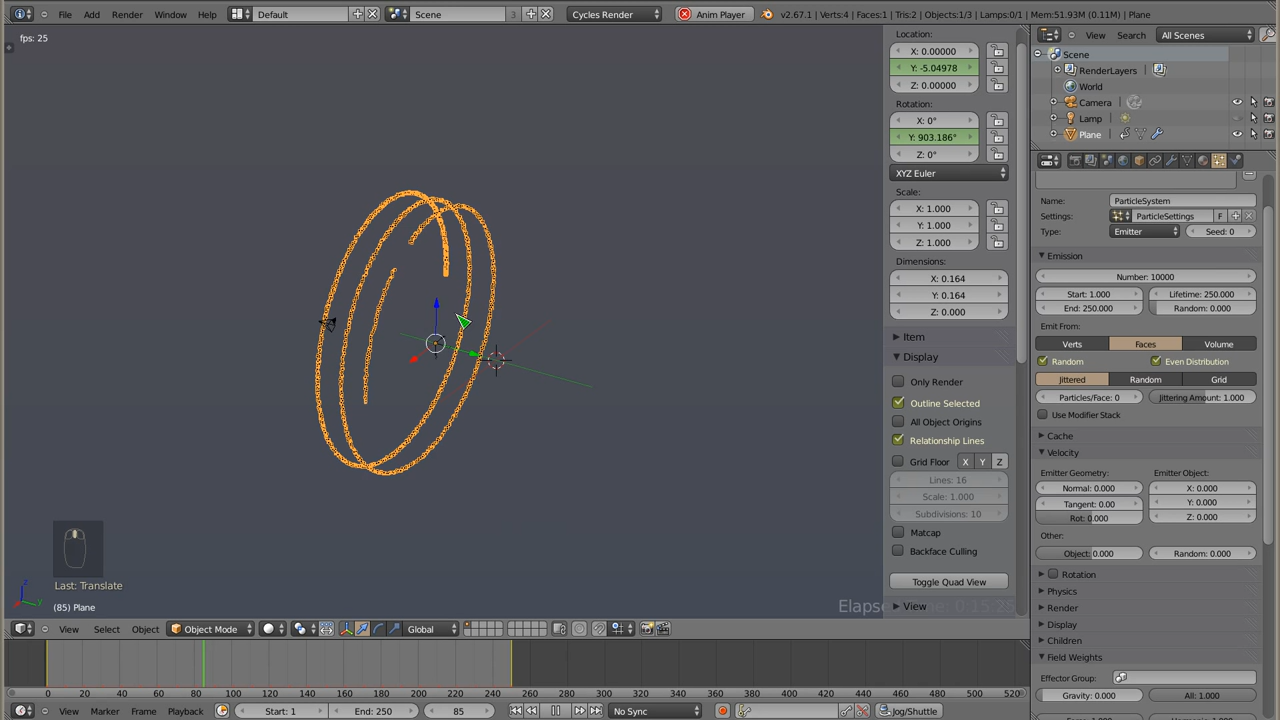 File Add Render Window Help Default Scene 3 Cycles Render Anim Player v2.67.1 | Verts:4 | Faces:1 | Tris:2 | Objects:1/3 | Lamps:0/1 | Mem:51.93M (0.11M) | Plane
fps: 25
Location:
X: 0.00000
Y: -5.04978
Z: 0.00000
Rotation:
X: 0°
Y: 903.186°
Z: 0°
XYZ Euler
Scale:
X: 1.000
Y: 1.000
Z: 1.000
Dimensions:
X: 0.164
Y: 0.164
Z: 0.000
Item
Display
Only Render
Outline Selected
All Object Origins
Relationship Lines
Grid Floor X Y Z
Lines: 16
Scale: 1.000
Subdivisions: 10
Matcap
Backface Culling
Toggle Quad View
View
View Search All Scenes
Scene
RenderLayers
World
Camera
Lamp
Plane
Name: ParticleSystem
Settings: ParticleSettings F
Type: Emitter Seed: 0
Emission
Number: 10000
Start: 1.000 Lifetime: 250.000
End: 250.000 Random: 0.000
Emit From:
Verts Faces Volume
Random Even Distribution
Jittered Random Grid
Particles/Face: 0 Jittering Amount: 1.000
Use Modifier Stack
Cache
Velocity
Emitter Geometry: Emitter Object:
Normal: 0.000 X: 0.000
Tangent: 0.00 Y: 0.000
Rot: 0.000 Z: 0.000
Other:
Object: 0.000 Random: 0.000
Rotation
Physics
Render
Display
Children
Field Weights
Effector Group:
Gravity: 0.000 All: 1.000
Last: Translate
(85) Plane
z
x y
View Select Object Object Mode Global
0 20 40 60 80 100 120 140 160 180 200 220 240 260 280 300 320 340 360 380 400 420 440 460 480 500 520
View Marker Frame Playback Start: 1 End: 250 85 No Sync Jog/Shuttle